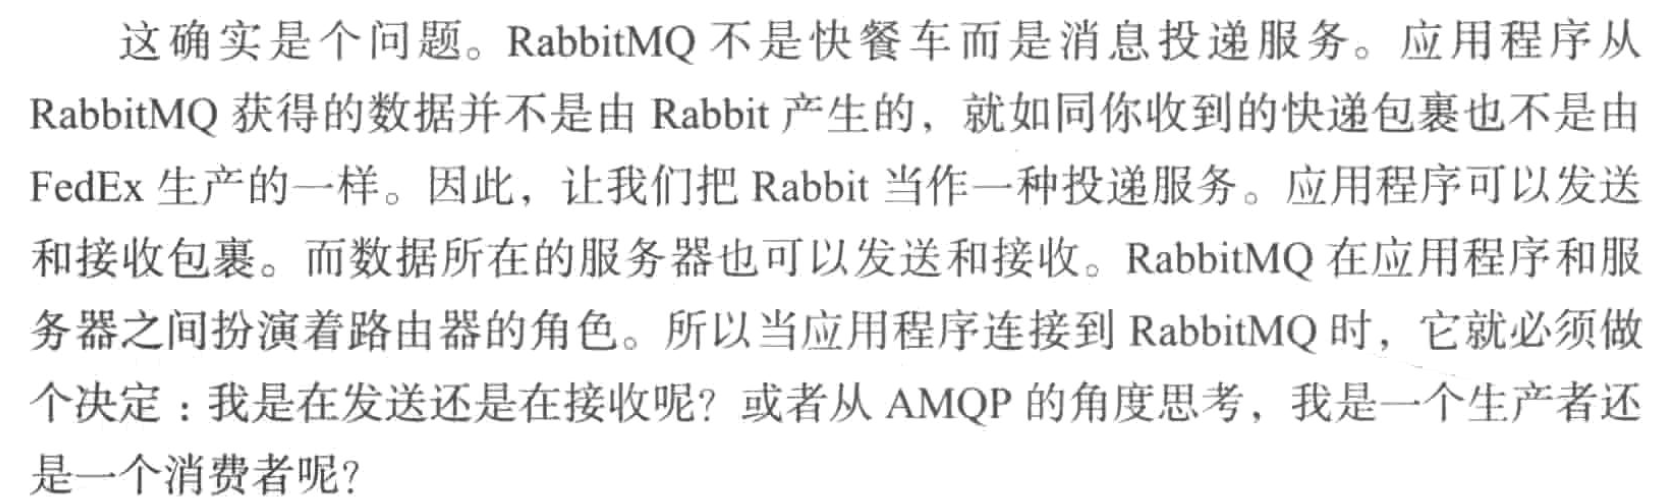 这确实是个问题。RabbitMQ 不是快餐车而是消息投递服务。应用程序从
RabbitMQ 获得的数据并不是由 Rabbit 产生的，就如同你收到的快递包裹也不是由
FedEx 生产的一样。因此，让我们把 Rabbit 当作一种投递服务。应用程序可以发送
和接收包裹。而数据所在的服务器也可以发送和接收。RabbitMQ 在应用程序和服
务器之间扮演着路由器的角色。所以当应用程序连接到 RabbitMQ 时，它就必须做
个决定：我是在发送还是在接收呢？或者从 AMQP 的角度思考，我是一个生产者还
是一个消费者呢？